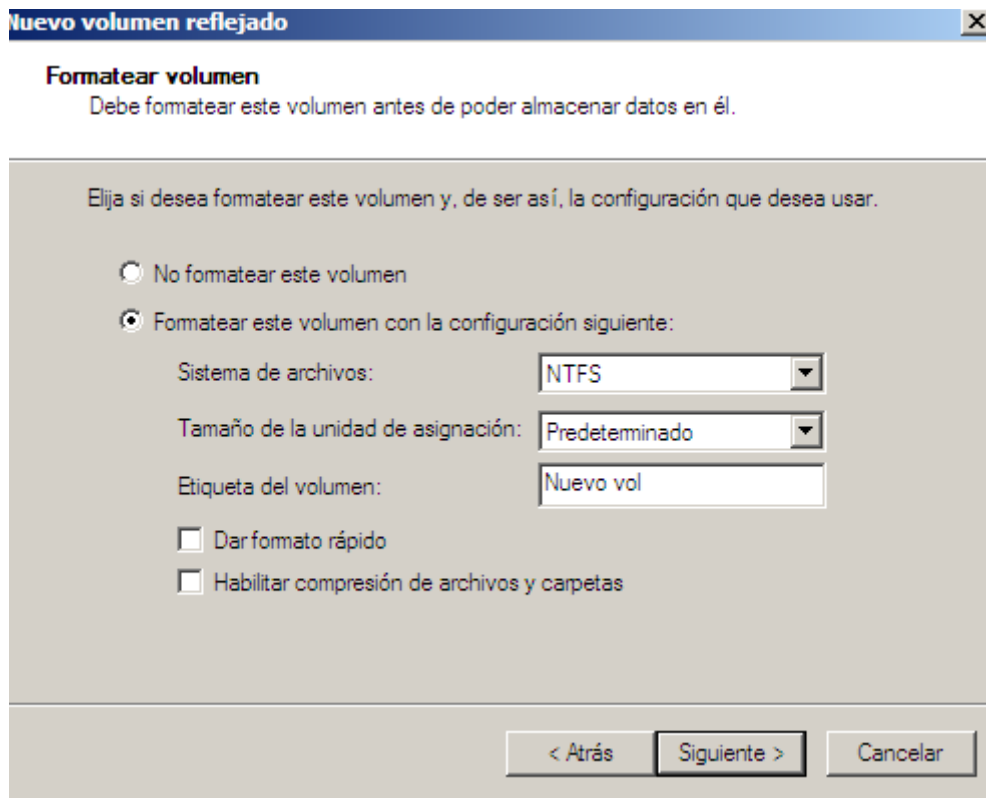 Nuevo volumen reflejado
Formatear volumen
Debe formatear este volumen antes de poder almacenar datos en él.
Elija si desea formatear este volumen y, de ser así, la configuración que desea usar.
No formatear este volumen
Formatear este volumen con la configuración siguiente:
Sistema de archivos: NTFS
Tamaño de la unidad de asignación: Predeterminado
Etiqueta del volumen: Nuevo vol
Dar formato rápido
Habilitar compresión de archivos y carpetas
< Atrás Siguiente > Cancelar